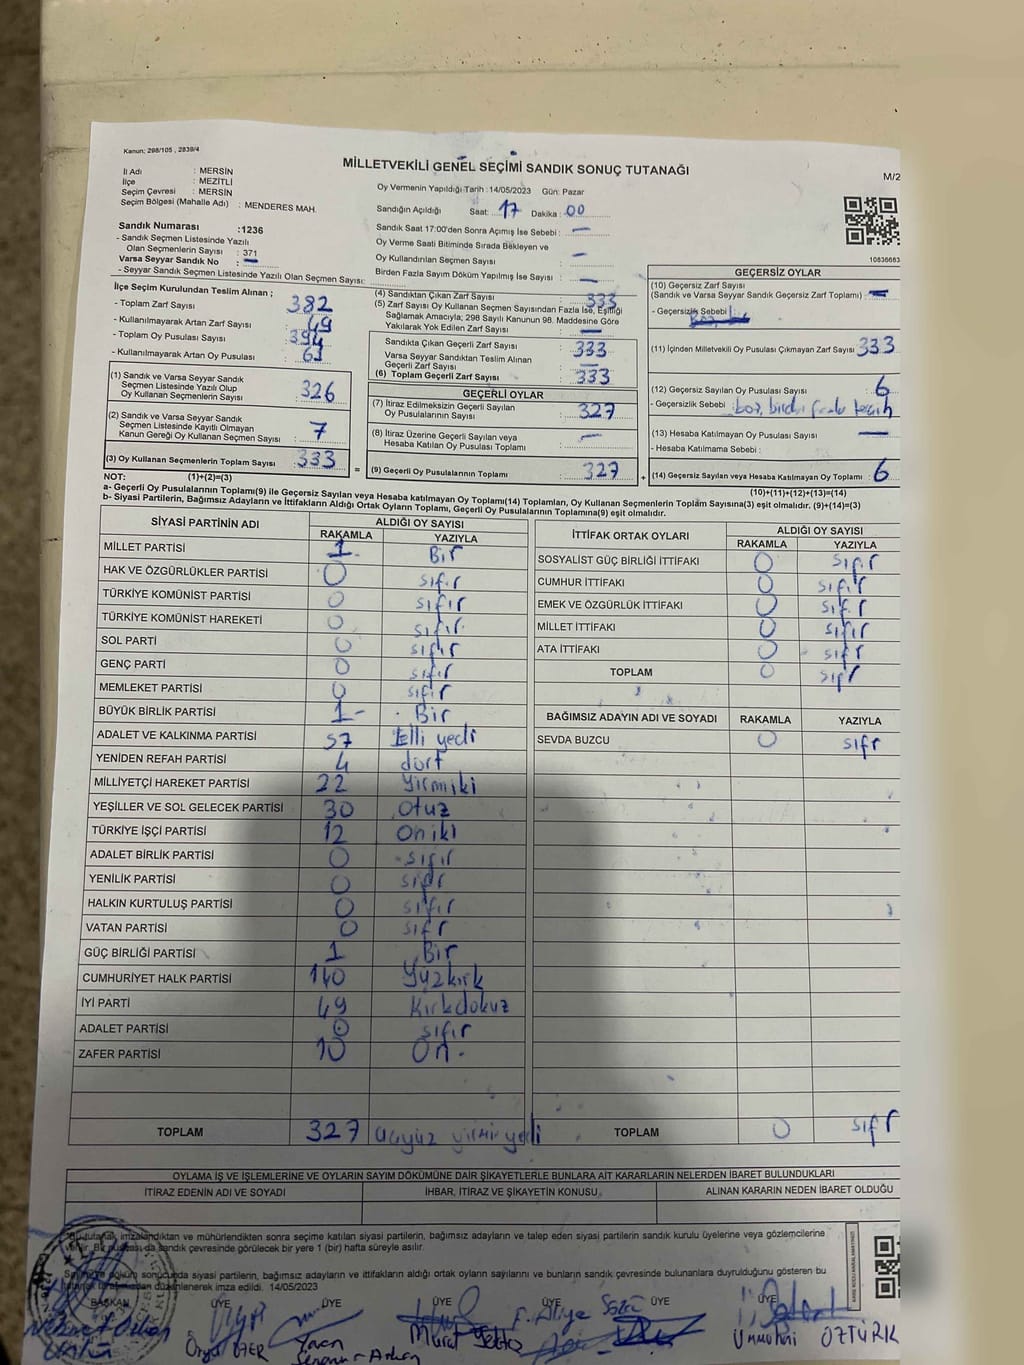 Kanun: 298/105 , 2839/4
MİLLETVEKİLİ GENEL SEÇİMİ SANDIK SONUÇ TUTANAĞI
M/2
İl Adı : MERSİN
İlçe : MEZİTLİ
Seçim Çevresi : MERSİN
Seçim Bölgesi (Mahalle Adı) : MENDERES MAH.
Oy Vermenin Yapıldığı Tarih :14/05/2023 Gün: Pazar
Sandığın Açıldığı Saat: 17 Dakika : 00
Sandık Numarası :1236
- Sandık Seçmen Listesinde Yazılı
Olan Seçmenlerin Sayısı : 371
Varsa Seyyar Sandık No : —
- Seyyar Sandık Seçmen Listesinde Yazılı Olan Seçmen Sayısı:
Sandık Saat 17:00'den Sonra Açımış İse Sebebi : —
Oy Verme Saati Bitiminde Sırada Bekleyen ve
Oy Kullandırılan Seçmen Sayısı : —
Birden Fazla Sayım Döküm Yapılmış İse Sayısı : —
10836683
İlçe Seçim Kurulundan Teslim Alınan ;
- Toplam Zarf Sayısı : 382
- Kullanılmayarak Artan Zarf Sayısı : 49
- Toplam Oy Pusulası Sayısı : 394
- Kullanılmayarak Artan Oy Pusulası : 61
(1) Sandık ve Varsa Seyyar Sandık
Seçmen Listesinde Yazılı Olup
Oy Kullanan Seçmenlerin Sayısı : 326
(2) Sandık ve Varsa Seyyar Sandık
Seçmen Listesinde Kayıtlı Olmayan
Kanun Gereği Oy Kullanan Seçmen Sayısı : 7
(3) Oy Kullanan Seçmenlerin Toplam Sayısı : 333
(4) Sandıktan Çıkan Zarf Sayısı : 333
(5) Zarf Sayısı Oy Kullanan Seçmen Sayısından Fazla İse, Eşitliği
Sağlamak Amacıyla; 298 Sayılı Kanunun 98. Maddesine Göre
Yakılarak Yok Edilen Zarf Sayısı : —
Sandıkta Çıkan Geçerli Zarf Sayısı : 333
Varsa Seyyar Sandıktan Teslim Alınan
Geçerli Zarf Sayısı : —
(6) Toplam Geçerli Zarf Sayısı : 333
GEÇERLİ OYLAR
(7) İtiraz Edilmeksizin Geçerli Sayılan
Oy Pusulalarının Sayısı : 327
(8) İtiraz Üzerine Geçerli Sayılan veya
Hesaba Katılan Oy Pusulası Toplamı : —
= (9) Geçerli Oy Pusulalarının Toplamı : 327
GEÇERSİZ OYLAR
(10) Geçersiz Zarf Sayısı
(Sandık ve Varsa Seyyar Sandık Geçersiz Zarf Toplamı) : —
- Geçersizlik Sebebi :
(11) İçinden Milletvekili Oy Pusulası Çıkmayan Zarf Sayısı : 333
(12) Geçersiz Sayılan Oy Pusulası Sayısı : 6
- Geçersizlik Sebebi : boş, birden fazla tercih
(13) Hesaba Katılmayan Oy Pusulası Sayısı : —
- Hesaba Katılmama Sebebi :
+ (14) Geçersiz Sayılan veya Hesaba Katılmayan Oy Toplamı : 6
NOT: (1)+(2)=(3)
(10)+(11)+(12)+(13)=(14)
a- Geçerli Oy Pusulalarının Toplamı(9) ile Geçersiz Sayılan veya Hesaba katılmayan Oy Toplamı(14) Toplamları, Oy Kullanan Seçmenlerin Toplam Sayısına(3) eşit olmalıdır. (9)+(14)=(3)
b- Siyasi Partilerin, Bağımsız Adayların ve İttifakların Aldığı Ortak Oyların Toplamı, Geçerli Oy Pusulalarının Toplamına(9) eşit olmalıdır.
SİYASİ PARTİNİN ADI ALDIĞI OY SAYISI
RAKAMLA YAZIYLA
MİLLET PARTİSİ 1 Bir
HAK VE ÖZGÜRLÜKLER PARTİSİ 0 sıfır
TÜRKİYE KOMÜNİST PARTİSİ 0 sıfır
TÜRKİYE KOMÜNİST HAREKETİ 0 sıfır
SOL PARTİ 0 sıfır
GENÇ PARTİ 0 sıfır
MEMLEKET PARTİSİ 0 sıfır
BÜYÜK BİRLİK PARTİSİ 1 Bir
ADALET VE KALKINMA PARTİSİ 57 Elli yedi
YENİDEN REFAH PARTİSİ 4 dört
MİLLİYETÇİ HAREKET PARTİSİ 22 Yirmiki
YEŞİLLER VE SOL GELECEK PARTİSİ 30 Otuz
TÜRKİYE İŞÇİ PARTİSİ 12 Oniki
ADALET BİRLİK PARTİSİ 0 sıfır
YENİLİK PARTİSİ 0 sıfır
HALKIN KURTULUŞ PARTİSİ 0 sıfır
VATAN PARTİSİ 0 sıfr
GÜÇ BİRLİĞİ PARTİSİ 1 Bir
CUMHURİYET HALK PARTİSİ 140 Yüzkırk
İYİ PARTİ 49 Kırkdokuz
ADALET PARTİSİ 0 sıfır
ZAFER PARTİSİ 10 On
TOPLAM 327 üçyüz yirmi yedi
İTTİFAK ORTAK OYLARI ALDIĞI OY SAYISI
RAKAMLA YAZIYLA
SOSYALİST GÜÇ BİRLİĞİ İTTİFAKI 0 sıfır
CUMHUR İTTİFAKI 0 sıfır
EMEK VE ÖZGÜRLÜK İTTİFAKI 0 sıfır
MİLLET İTTİFAKI 0 sıfır
ATA İTTİFAKI 0 sıfr
TOPLAM 0 sıfr
BAĞIMSIZ ADAYIN ADI VE SOYADI RAKAMLA YAZIYLA
SEVDA BUZCU 0 sıfr
TOPLAM 0 sıfr
OYLAMA İŞ VE İŞLEMLERİNE VE OYLARIN SAYIM DÖKÜMÜNE DAİR ŞİKAYETLERLE BUNLARA AİT KARARLARIN NELERDEN İBARET BULUNDUKLARI
İTİRAZ EDENİN ADI VE SOYADI İHBAR, İTİRAZ VE ŞİKAYETİN KONUSU ALINAN KARARIN NEDEN İBARET OLDUĞU
Bu tutanak imzalandıktan ve mühürlendikten sonra seçime katılan siyasi partilerin, bağımsız adayların ve talep eden siyasi partilerin sandık kurulu üyelerine veya gözlemcilerine
verilir. Bir nüshası da sandık çevresinde görülecek bir yere 1 (bir) hafta süreyle asılır.
Sayım ve döküm sonucunda siyasi partilerin, bağımsız adayların ve ittifakların aldığı ortak oyların sayılarını ve bunların sandık çevresinde bulunanlara duyrulduğunu gösteren bu
düzenlenerek imza edildi. 14/05/2023
BAŞKAN ÜYE ÜYE ÜYE ÜYE ÜYE ÜYE
Murat
ÖZTÜRK